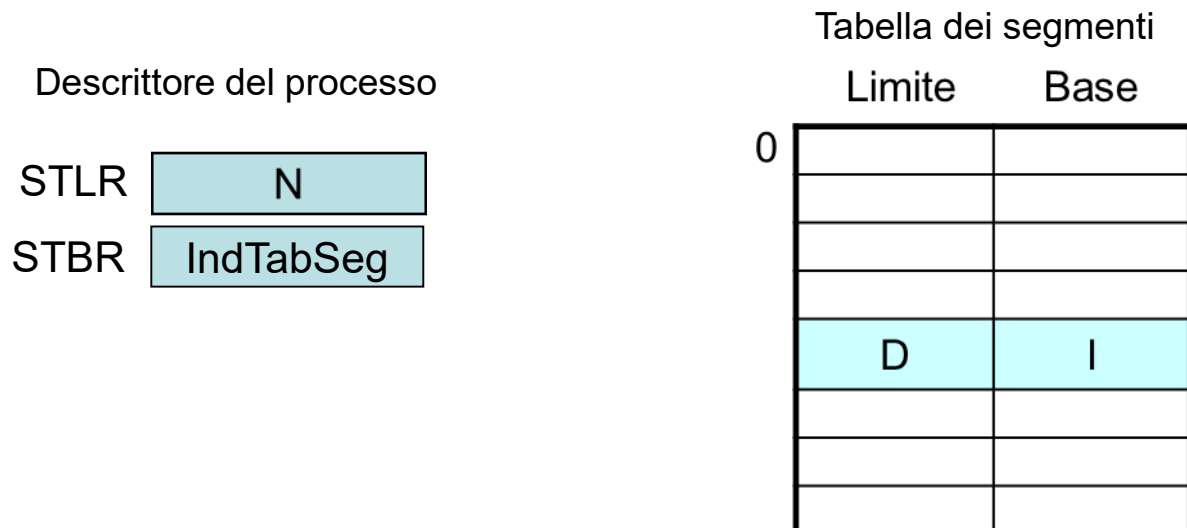 Tabella dei segmenti
Descrittore del processo
Limite Base
0
STLR N
STBR IndTabSeg
D I